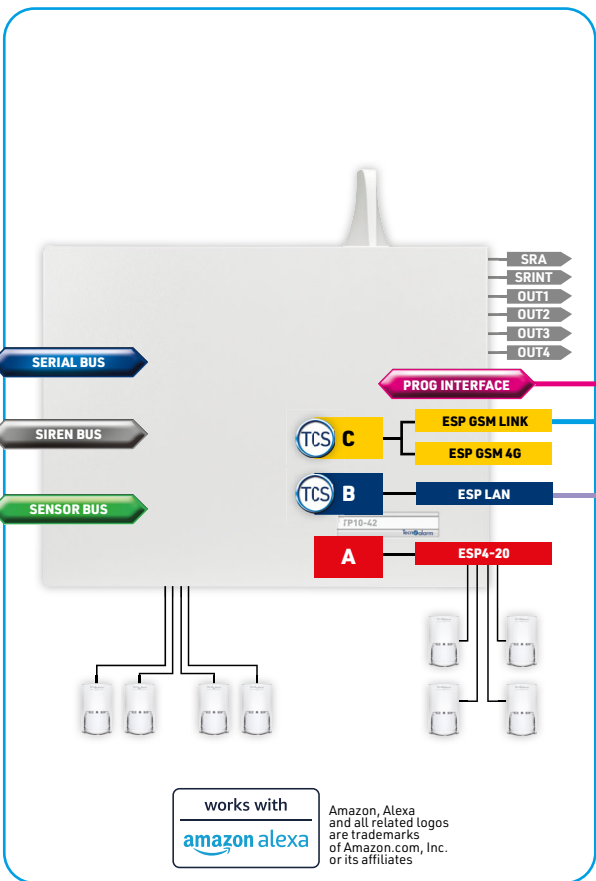 SRA
SRINT
OUT1
OUT2
OUT3
OUT4
SERIAL BUS
PROG INTERFACE
SIREN BUS
TCS C
ESP GSM LINK
ESP GSM 4G
SENSOR BUS
TCS B
ESP LAN
TP10-42
Tecnoalarm
A
ESP4-20
works with
amazon alexa
Amazon, Alexa
and all related logos
are trademarks
of Amazon.com, Inc.
or its affiliates